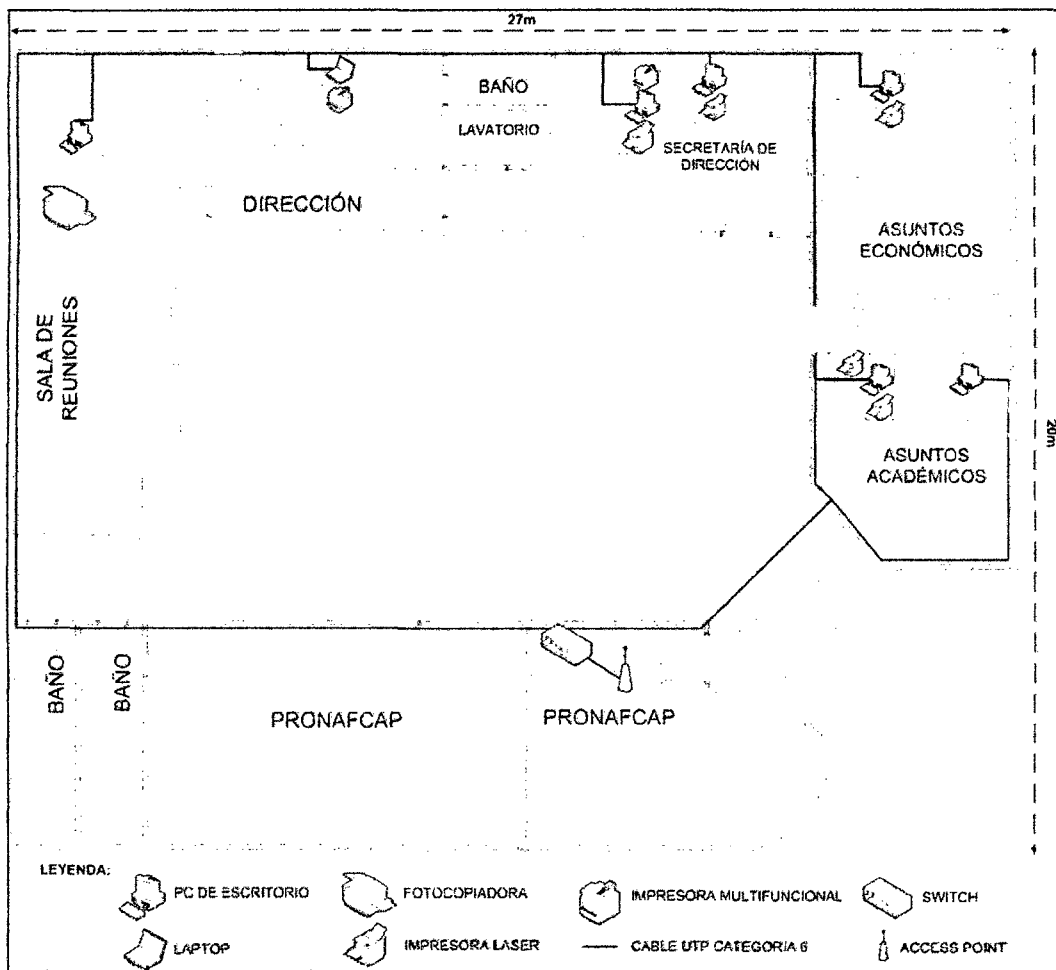 27m
BAÑO
LAVATORIO
SECRETARÍA DE
DIRECCIÓN
DIRECCIÓN
ASUNTOS
ECONÓMICOS
SALA DE
REUNIONES
20m
ASUNTOS
ACADÉMICOS
BAÑO
BAÑO
PRONAFCAP
PRONAFCAP
LEYENDA:
PC DE ESCRITORIO
FOTOCOPIADORA
IMPRESORA MULTIFUNCIONAL
SWITCH
LAPTOP
IMPRESORA LASER
CABLE UTP CATEGORIA 6
ACCESS POINT